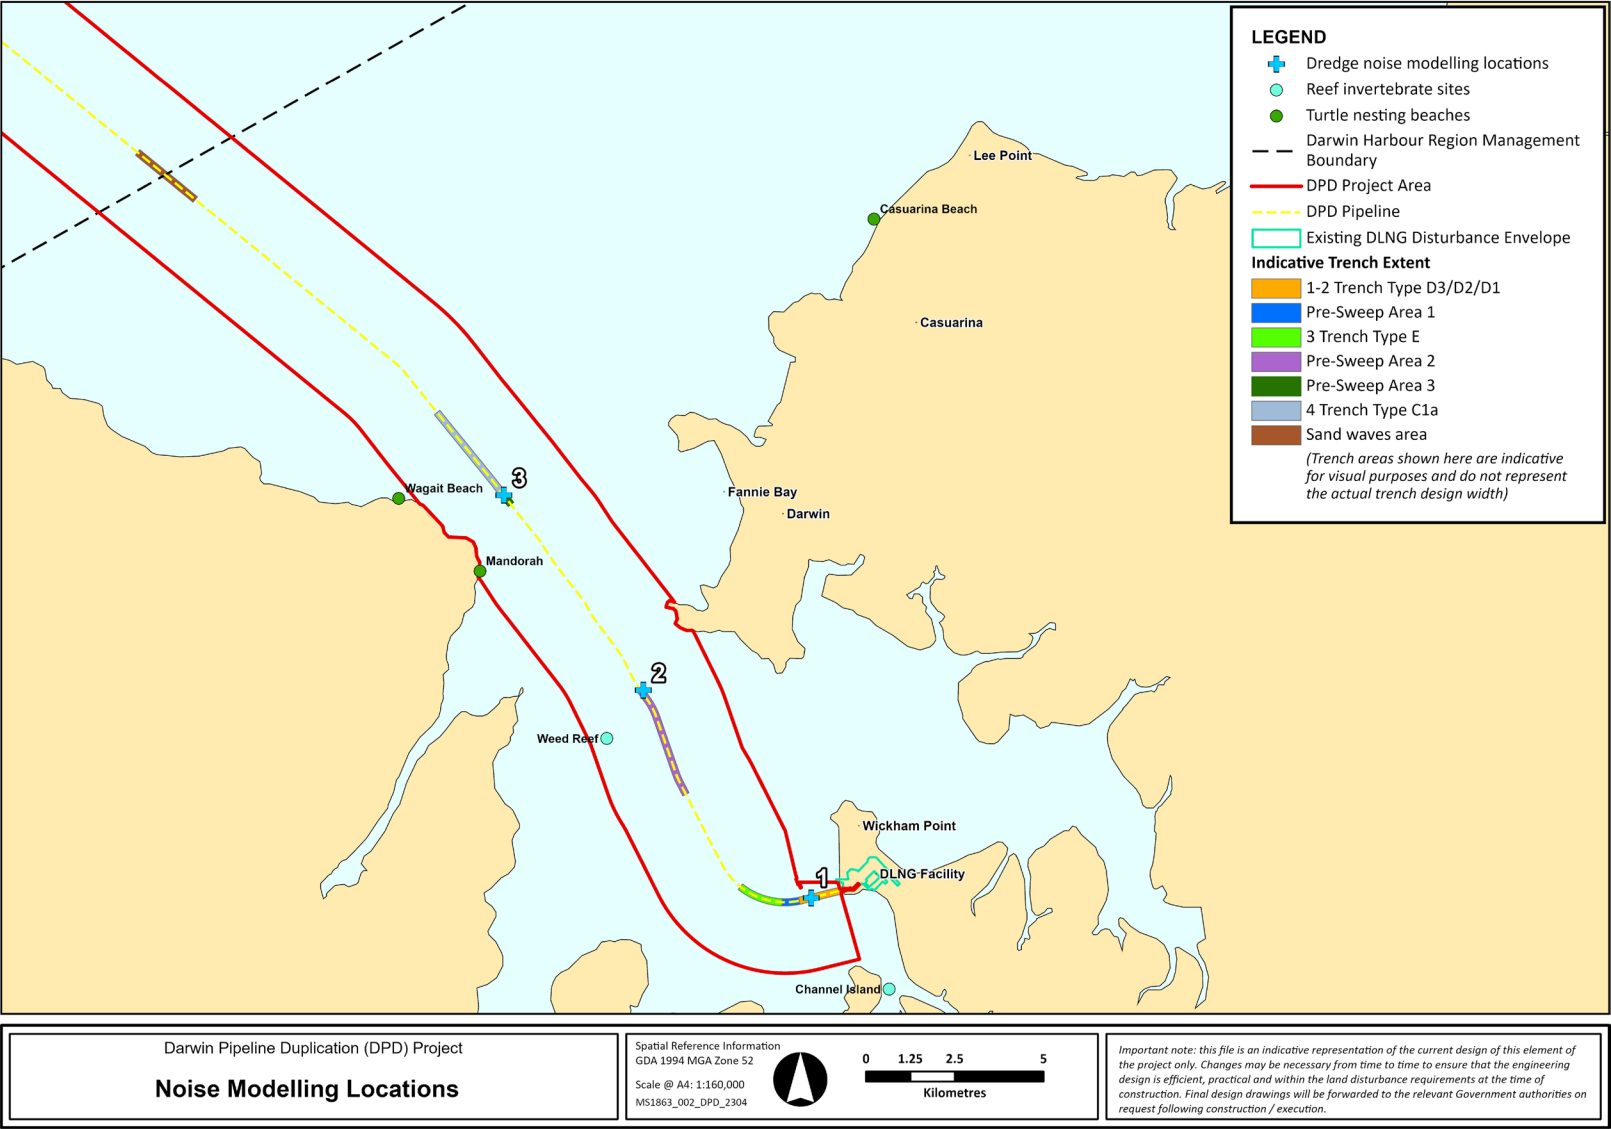 LEGEND
Dredge noise modelling locations
Reef invertebrate sites
Turtle nesting beaches
Darwin Harbour Region Management
Boundary
DPD Project Area
DPD Pipeline
Existing DLNG Disturbance Envelope
Indicative Trench Extent
1-2 Trench Type D3/D2/D1
Pre-Sweep Area 1
3 Trench Type E
Pre-Sweep Area 2
Pre-Sweep Area 3
4 Trench Type C1a
Sand waves area
(Trench areas shown here are indicative
for visual purposes and do not represent
the actual trench design width)
Lee Point
Casuarina Beach
Casuarina
3
Wagait Beach
Fannie Bay
Darwin
Mandorah
2
Weed Reef
Wickham Point
1
DLNG Facility
Channel Island
Darwin Pipeline Duplication (DPD) Project
Noise Modelling Locations
Spatial Reference Information
GDA 1994 MGA Zone 52
Scale @ A4: 1:160,000
MS1863_002_DPD_2304
0 1.25 2.5 5
Kilometres
Important note: this file is an indicative representation of the current design of this element of
the project only. Changes may be necessary from time to time to ensure that the engineering
design is efficient, practical and within the land disturbance requirements at the time of
construction. Final design drawings will be forwarded to the relevant Government authorities on
request following construction / execution.